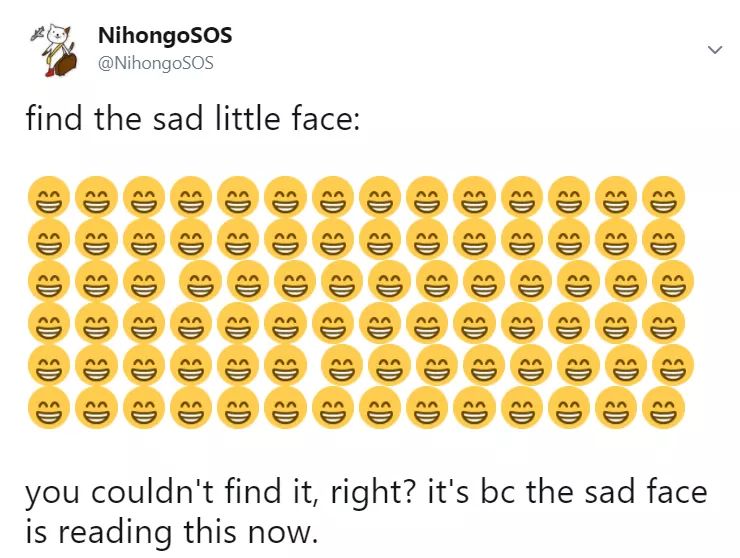 NihongoSOS
@NihongoSOS
find the sad little face:
😁😁😁😁😁😁😁😁😁😁😁😁😁😁
😁😁😁😁😁😁😁😁😁😁😁😁😁😁
😁😁😁 😁😁😁😁😁😁😁😁😁😁😁
😁😁😁😁😁😁😁😁😁😁😁😁😁😁
😁😁😁😁😁😁 😁😁😁😁😁😁😁😁
😁😁😁😁😁😁😁😁😁😁😁😁😁😁
you couldn't find it, right? it's bc the sad face
is reading this now.